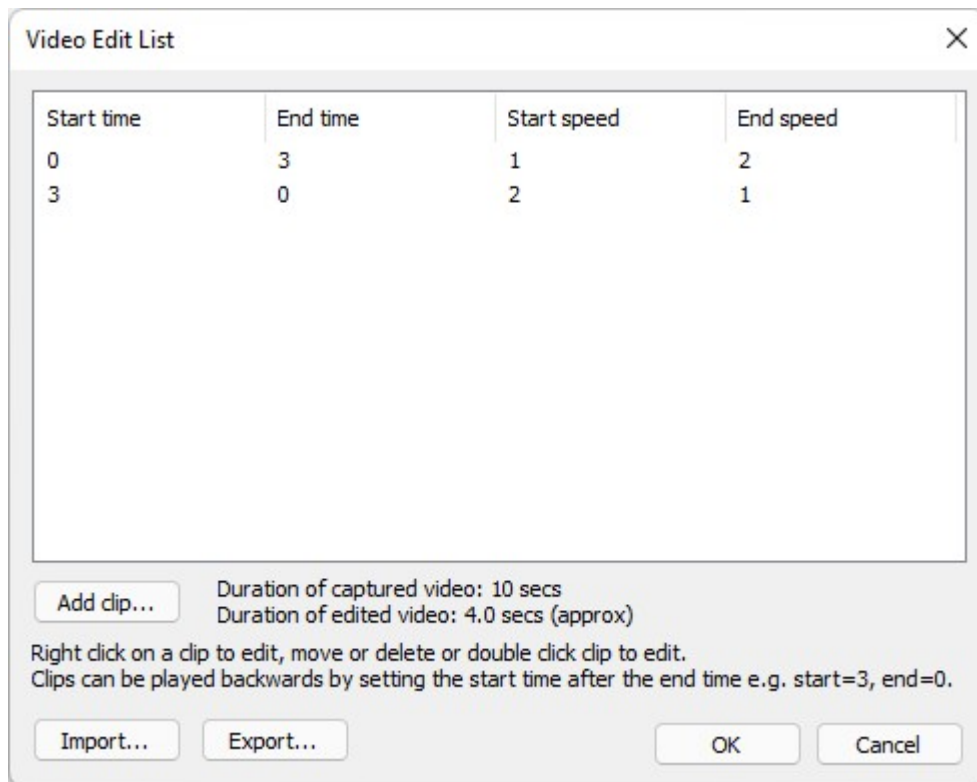 Video Edit List
Start time End time Start speed End speed
0 3 1 2
3 0 2 1
Add clip...
Duration of captured video: 10 secs
Duration of edited video: 4.0 secs (approx)
Right click on a clip to edit, move or delete or double click clip to edit.
Clips can be played backwards by setting the start time after the end time e.g. start=3, end=0.
Import... Export... OK Cancel